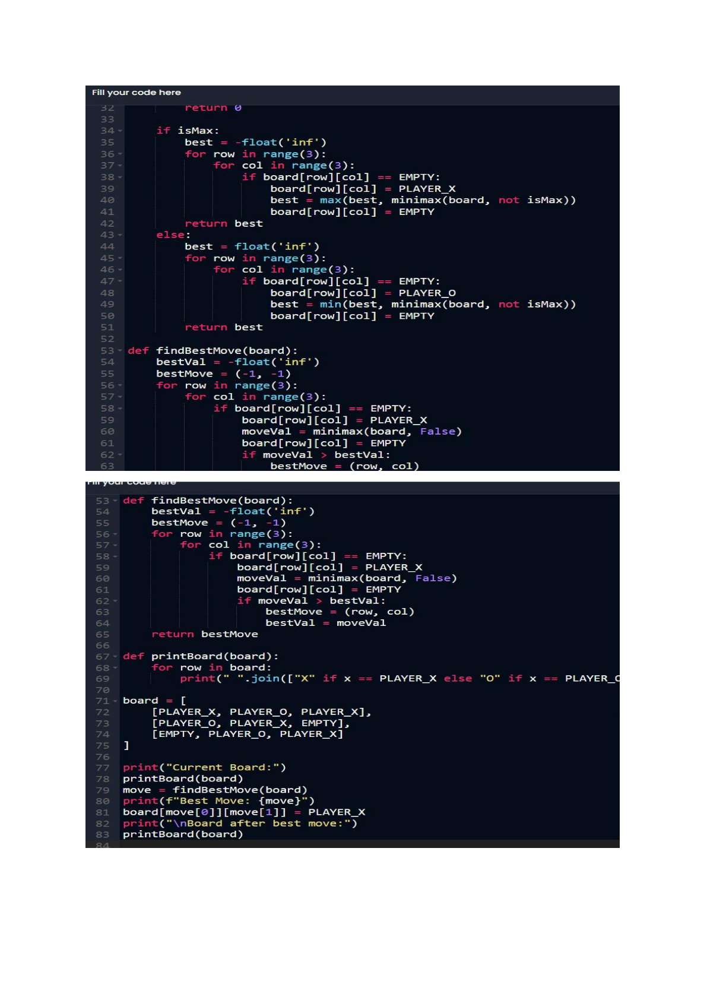 Fill your code here
32 return 0
33
34 if isMax:
35 best = -float('inf')
36 for row in range(3):
37 for col in range(3):
38 if board[row][col] == EMPTY:
39 board[row][col] = PLAYER_X
40 best = max(best, minimax(board, not isMax))
41 board[row][col] = EMPTY
42 return best
43 else:
44 best = float('inf')
45 for row in range(3):
46 for col in range(3):
47 if board[row][col] == EMPTY:
48 board[row][col] = PLAYER_O
49 best = min(best, minimax(board, not isMax))
50 board[row][col] = EMPTY
51 return best
52
53 def findBestMove(board):
54 bestVal = -float('inf')
55 bestMove = (-1, -1)
56 for row in range(3):
57 for col in range(3):
58 if board[row][col] == EMPTY:
59 board[row][col] = PLAYER_X
60 moveVal = minimax(board, False)
61 board[row][col] = EMPTY
62 if moveVal > bestVal:
63 bestMove = (row, col)
Fill your code here
53 def findBestMove(board):
54 bestVal = -float('inf')
55 bestMove = (-1, -1)
56 for row in range(3):
57 for col in range(3):
58 if board[row][col] == EMPTY:
59 board[row][col] = PLAYER_X
60 moveVal = minimax(board, False)
61 board[row][col] = EMPTY
62 if moveVal > bestVal:
63 bestMove = (row, col)
64 bestVal = moveVal
65 return bestMove
66
67 def printBoard(board):
68 for row in board:
69 print(" ".join(["X" if x == PLAYER_X else "O" if x == PLAYER_O
70
71 board = [
72 [PLAYER_X, PLAYER_O, PLAYER_X],
73 [PLAYER_O, PLAYER_X, EMPTY],
74 [EMPTY, PLAYER_O, PLAYER_X]
75 ]
76
77 print("Current Board:")
78 printBoard(board)
79 move = findBestMove(board)
80 print(f"Best Move: {move}")
81 board[move[0]][move[1]] = PLAYER_X
82 print("\nBoard after best move:")
83 printBoard(board)
84